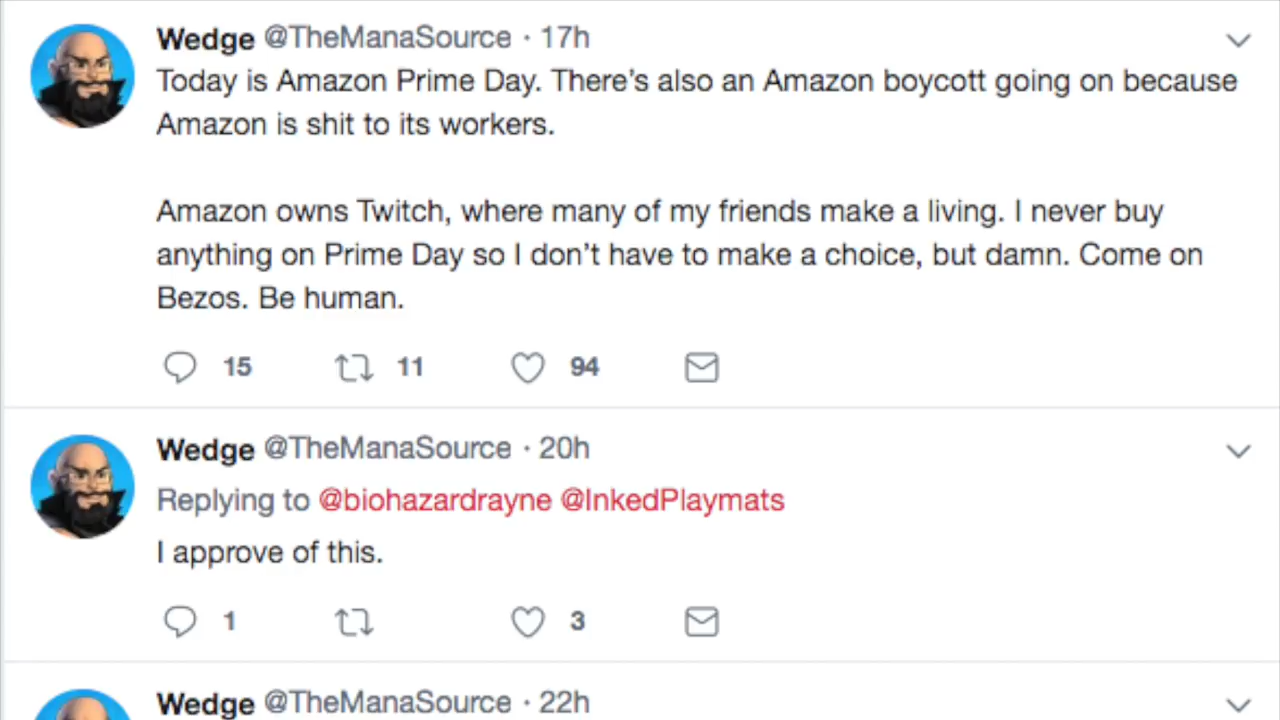 Wedge @TheManaSource · 17h
Today is Amazon Prime Day. There’s also an Amazon boycott going on because
Amazon is shit to its workers.
Amazon owns Twitch, where many of my friends make a living. I never buy
anything on Prime Day so I don’t have to make a choice, but damn. Come on
Bezos. Be human.
15 11 94
Wedge @TheManaSource · 20h
Replying to @biohazardrayne @InkedPlaymats
I approve of this.
1 3
Wedge @TheManaSource · 22h